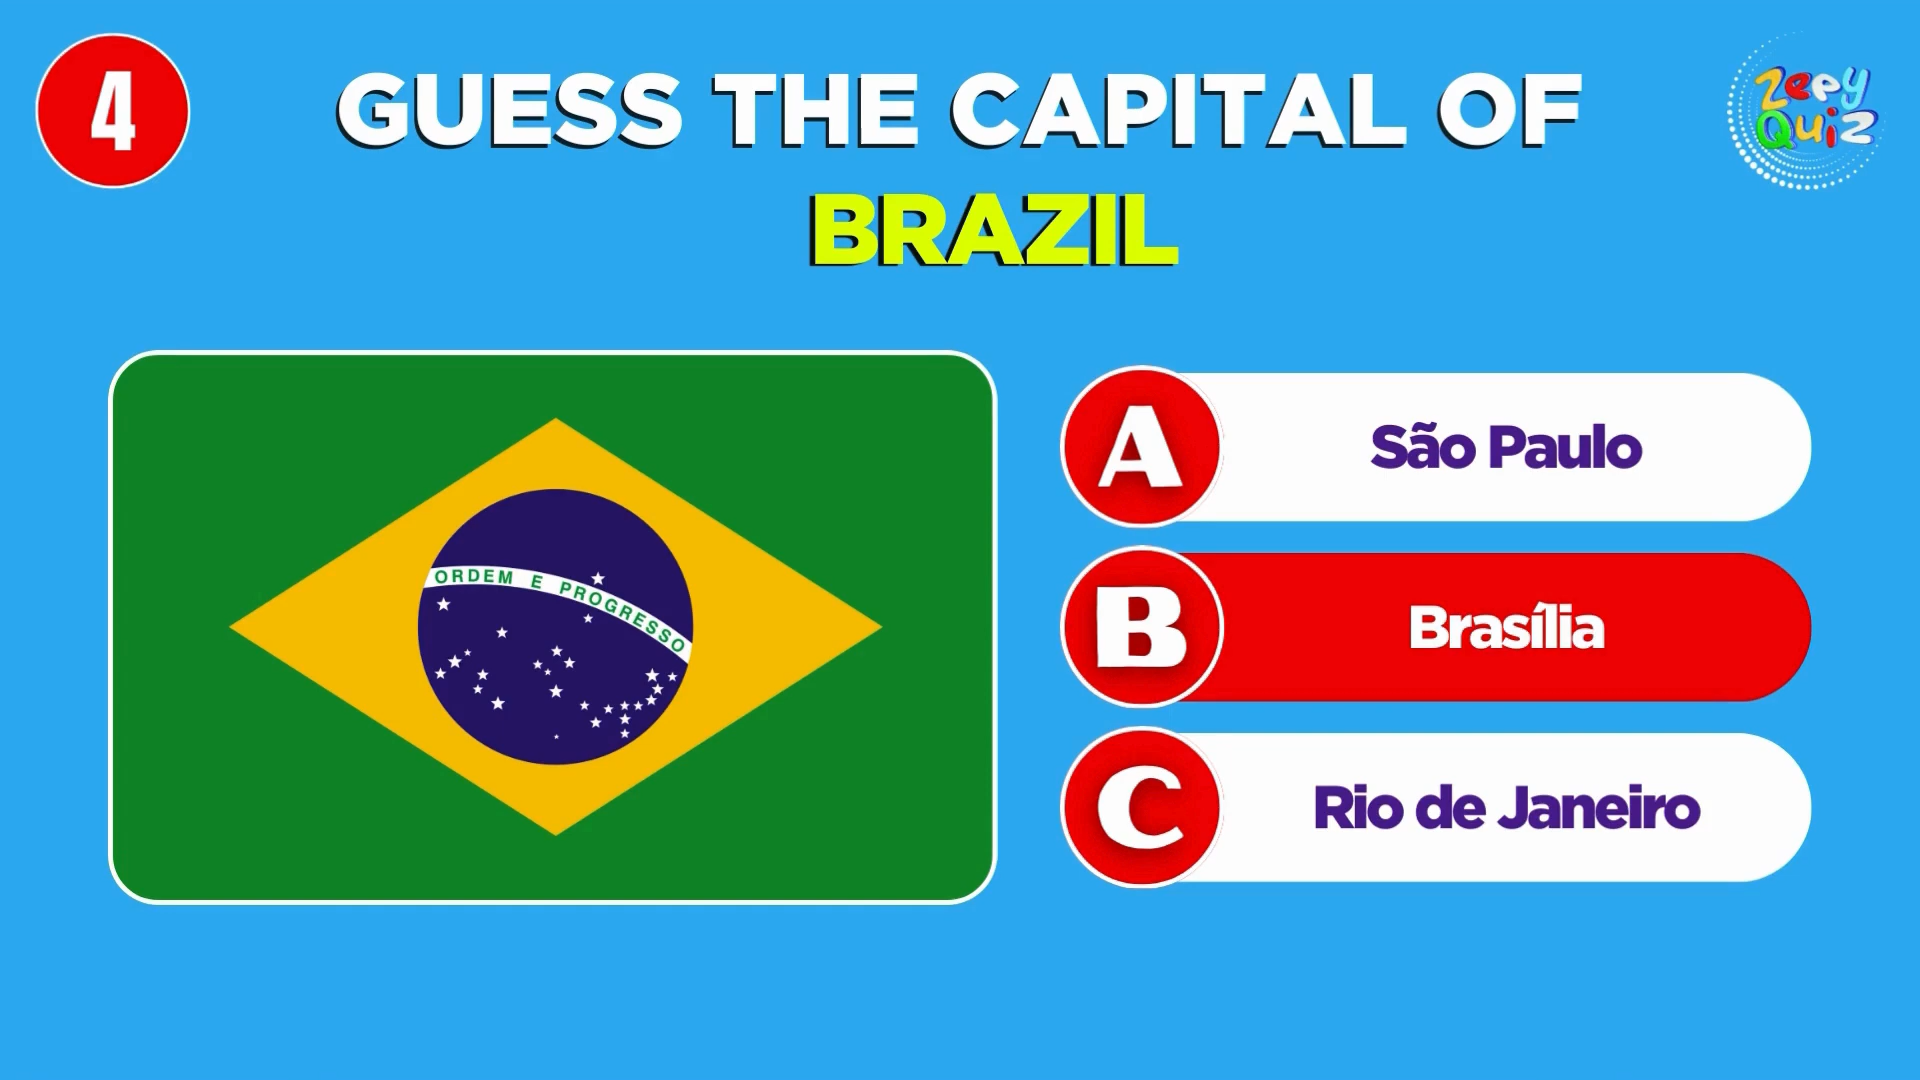 4
GUESS THE CAPITAL OF
BRAZIL
Zeey
Quiz
ORDEM E PROGRESSO
A
São Paulo
B
Brasília
C
Rio de Janeiro